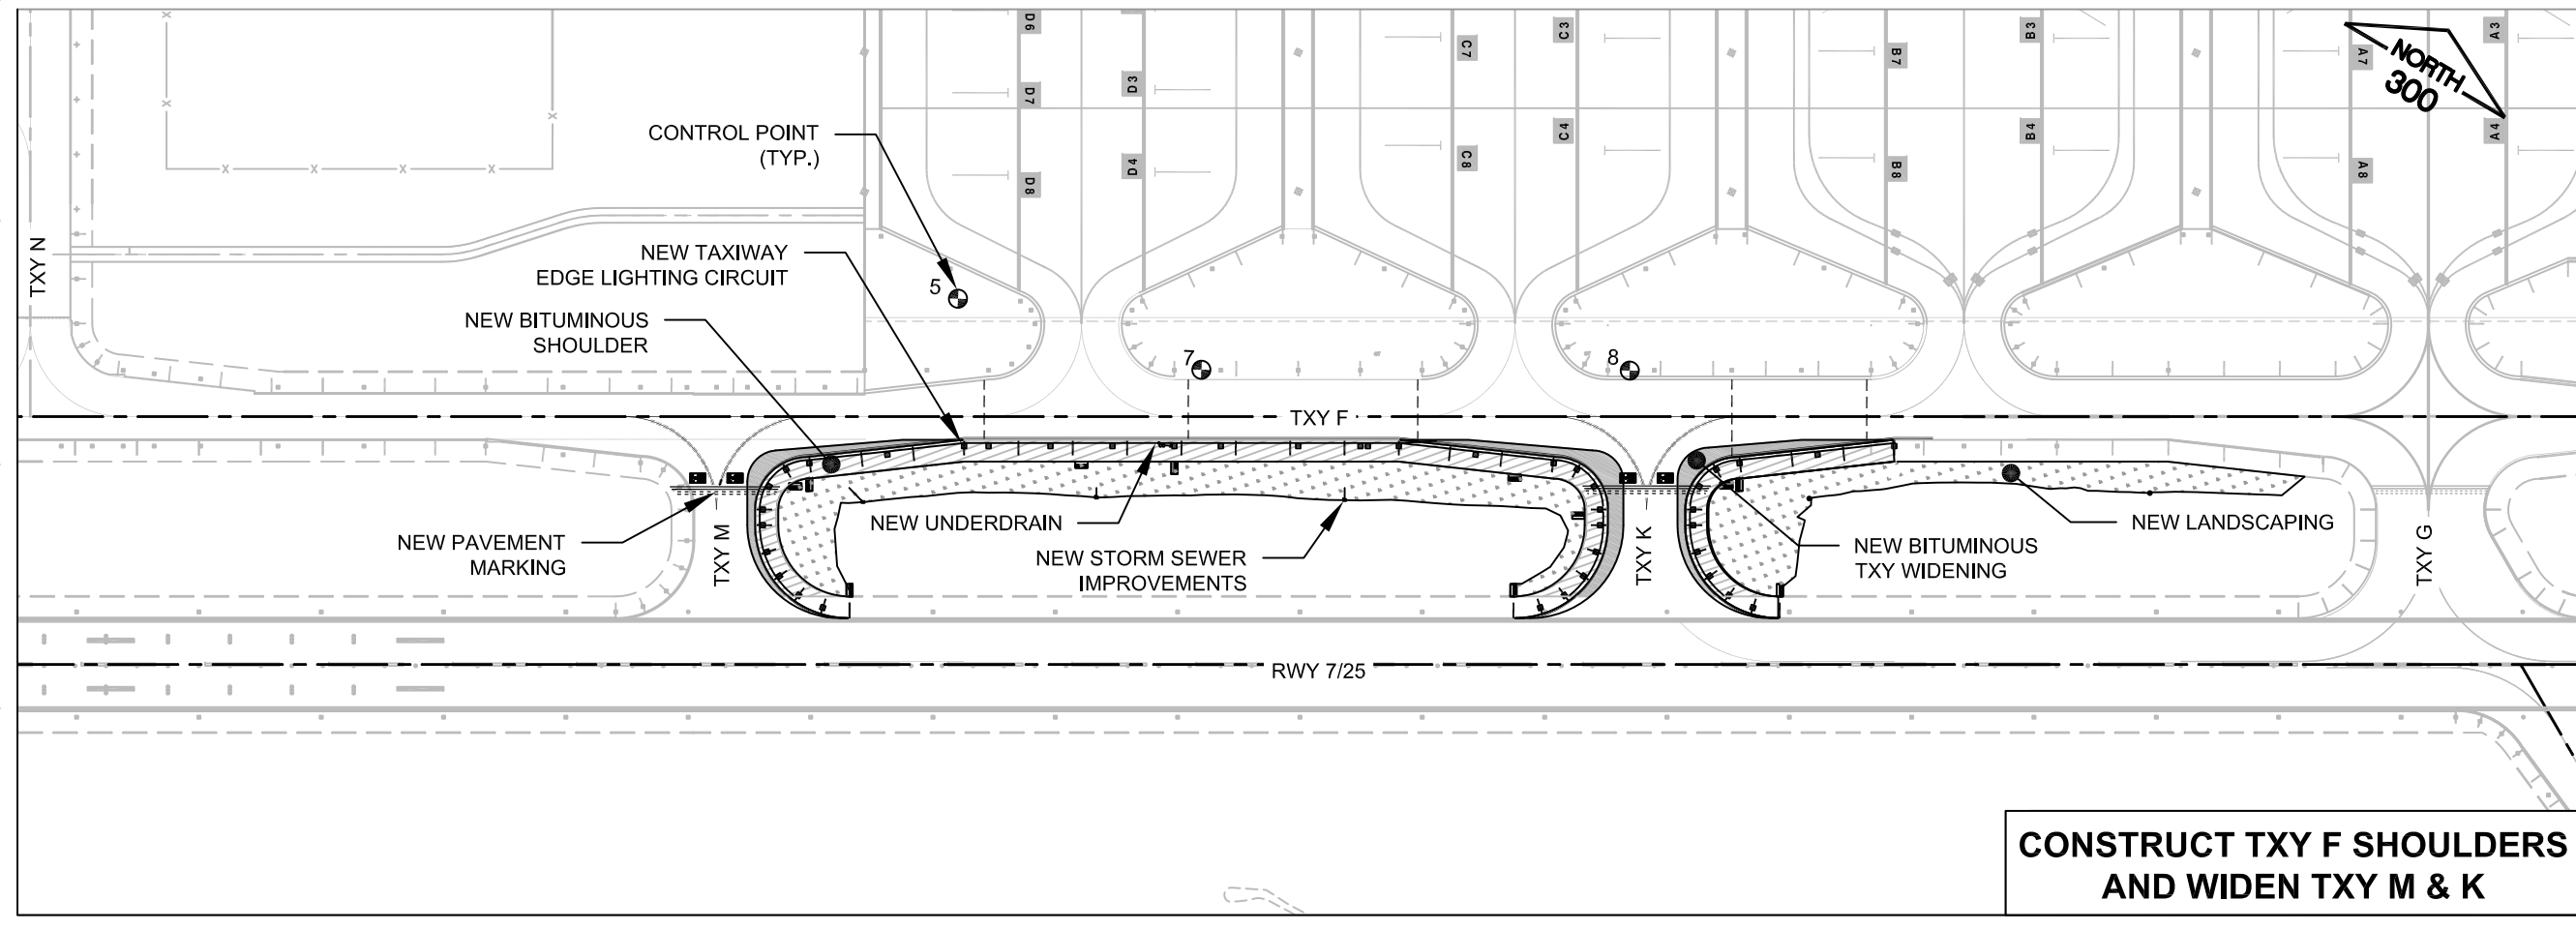 D6
D7
D8
D3
D4
C7
C8
C3
C4
B7
B8
B3
B4
A7
A8
A3
A4
NORTH
300
CONTROL POINT
(TYP.)
TXY N
NEW TAXIWAY
EDGE LIGHTING CIRCUIT
5
NEW BITUMINOUS
SHOULDER
7
8
TXY F
NEW PAVEMENT
MARKING
TXY M
NEW UNDERDRAIN
NEW STORM SEWER
IMPROVEMENTS
TXY K
NEW BITUMINOUS
TXY WIDENING
NEW LANDSCAPING
TXY G
RWY 7/25
CONSTRUCT TXY F SHOULDERS
AND WIDEN TXY M & K